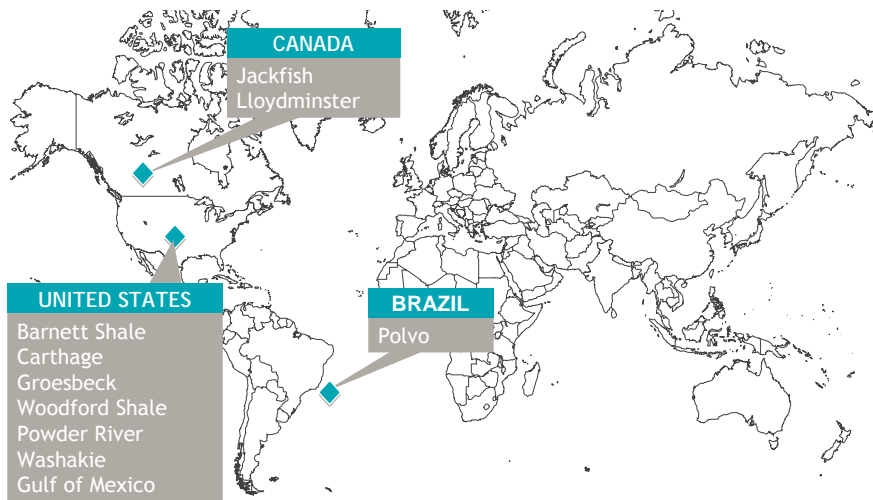 CANADA
Jackfish
Lloydminster
UNITED STATES
Barnett Shale
Carthage
Groesbeck
Woodford Shale
Powder River
Washakie
Gulf of Mexico
BRAZIL
Polvo